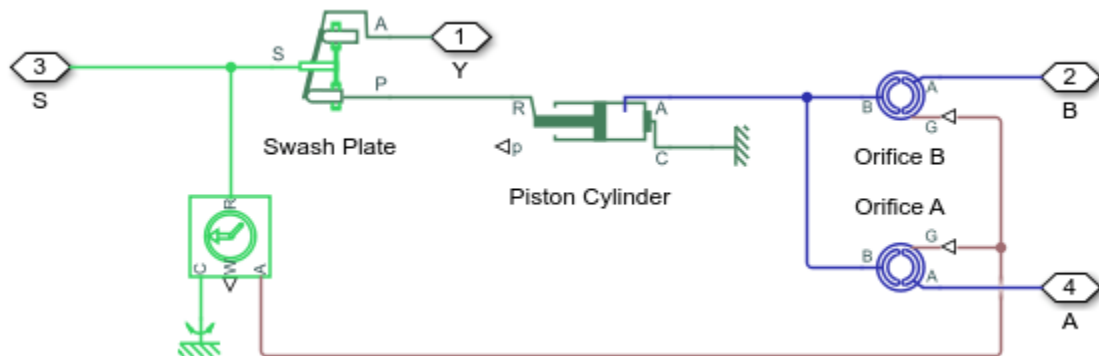 3
S
S
A
1
Y
P
R
A
C
p
Swash Plate
Piston Cylinder
B
A
G
2
B
Orifice B
Orifice A
G
B
A
4
A
R
C
W
A